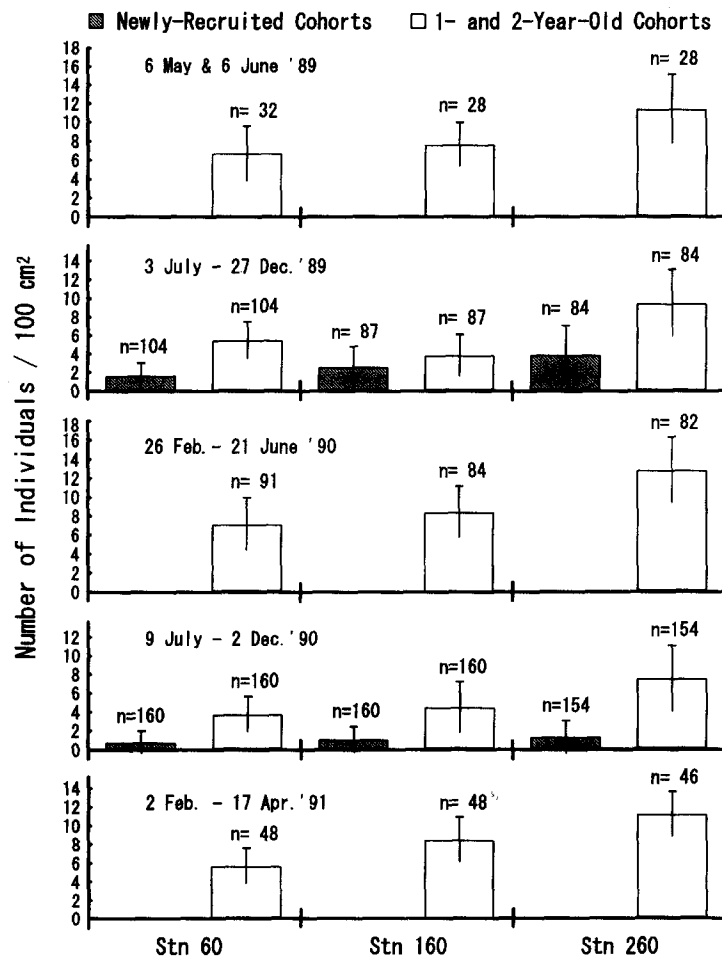 Newly-Recruited Cohorts 1- and 2-Year-Old Cohorts
Number of Individuals / 100 cm²
6 May & 6 June '89
18
16
14
12
10
8
6
4
2
0
n= 32
n= 28
n= 28
3 July - 27 Dec.'89
14
12
10
8
6
4
2
0
n=104
n=104
n= 87
n= 87
n= 84
n= 84
26 Feb.- 21 June '90
18
16
14
12
10
8
6
4
2
0
n= 91
n= 84
n= 82
9 July - 2 Dec.'90
12
10
8
6
4
2
0
n=160
n=160
n=160
n=160
n=154
n=154
2 Feb. - 17 Apr.'91
14
12
10
8
6
4
2
0
n= 48
n= 48
n= 46
Stn 60 Stn 160 Stn 260